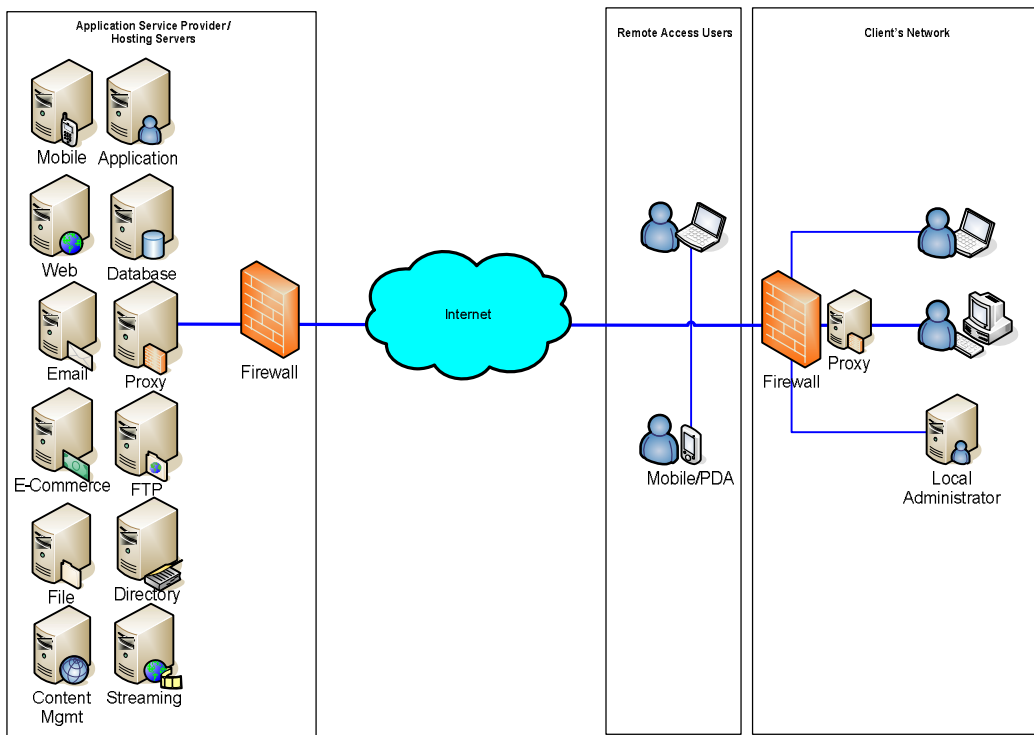 Application Service Provider/
Hosting Servers
Mobile
Application
Web
Database
Email
Proxy
Firewall
E-Commerce
FTP
File
Directory
Content
Mgmt
Streaming
Internet
Remote Access Users
Mobile/PDA
Client's Network
Firewall
Proxy
Local
Administrator